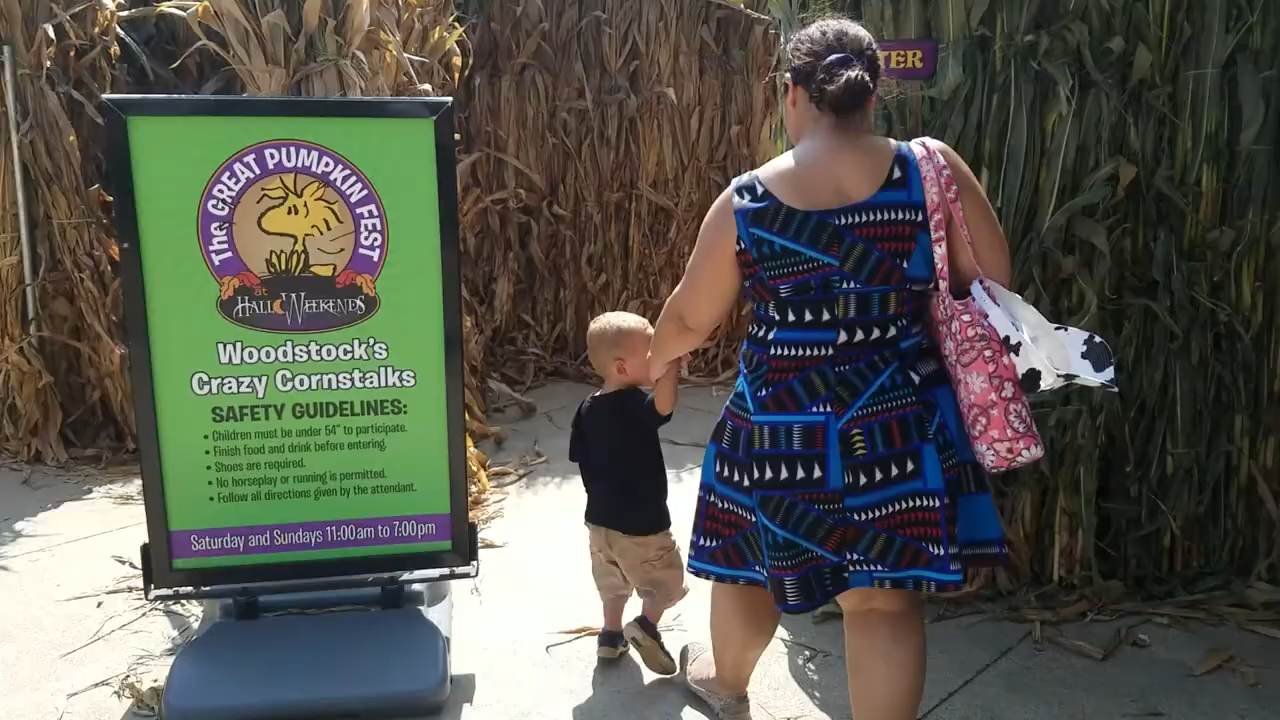 The GREAT PUMPKIN FEST
at
HALLOWEEKENDS
Woodstock's
Crazy Cornstalks
SAFETY GUIDELINES:
• Children must be under 54" to participate.
• Finish food and drink before entering.
• Shoes are required.
• No horseplay or running is permitted.
• Follow all directions given by the attendant.
Saturday and Sundays 11:00am to 7:00pm
TER